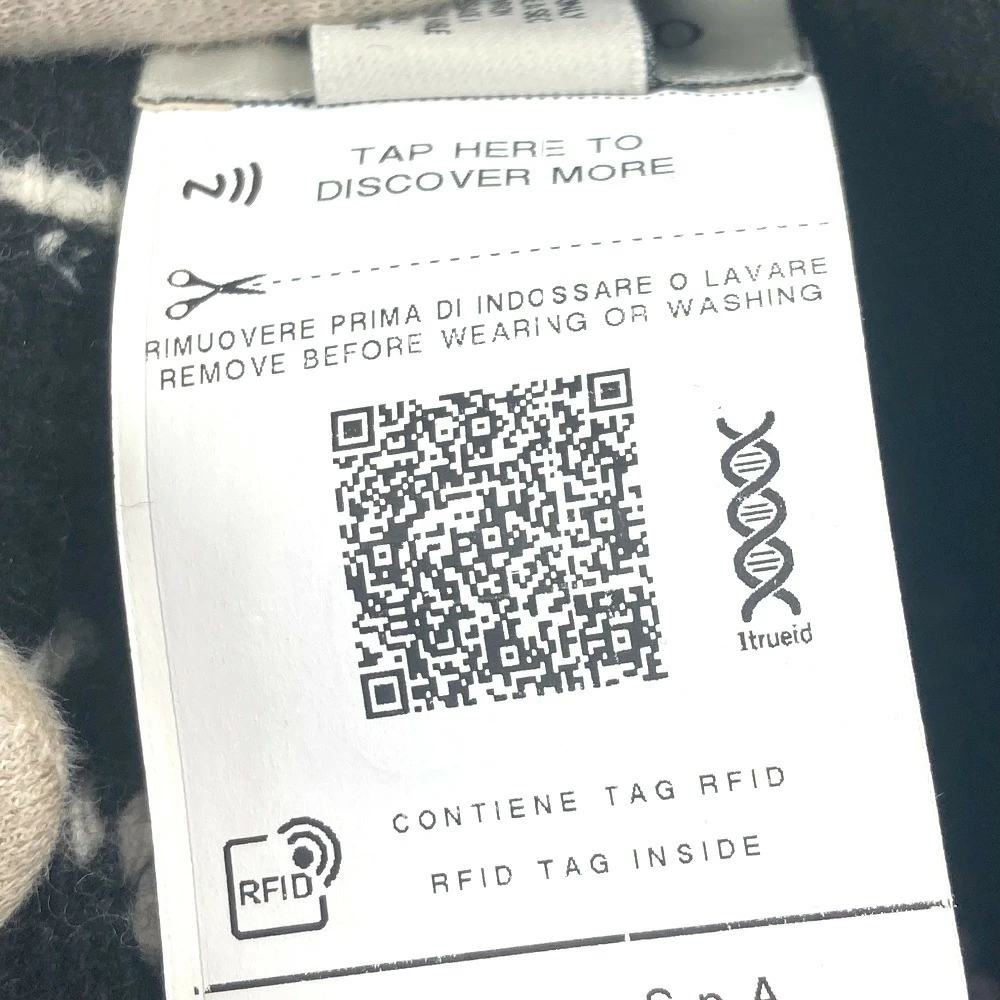 TAP HERE TO
DISCOVER MORE
RIMUOVERE PRIMA DI INDOSSARE O LAVARE
REMOVE BEFORE WEARING OR WASHING
1trueid
CONTIENE TAG RFID
RFID TAG INSIDE
RFID
S.p.A